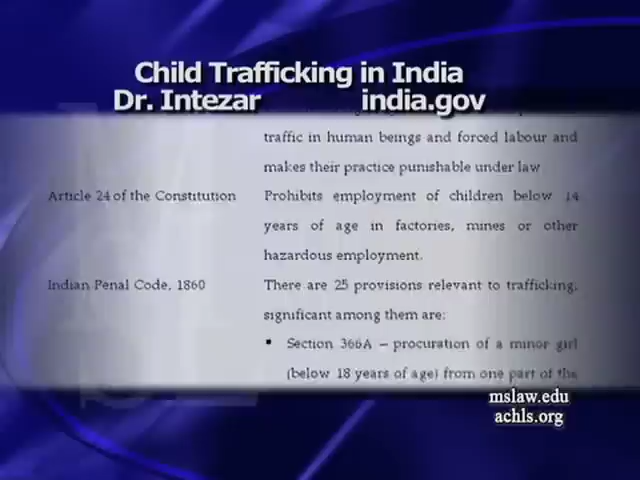 Child Trafficking in India
Dr. Intezar india.gov
traffic in human beings and forced labour and
makes their practice punishable under law
Article 24 of the Constitution Prohibits employment of children below 14
years of age in factories, mines or other
hazardous employment.
Indian Penal Code, 1860 There are 25 provisions relevant to trafficking;
significant among them are:
▪ Section 366A – procuration of a minor girl
(below 18 years of age) from one part of the
mslaw.edu
achls.org